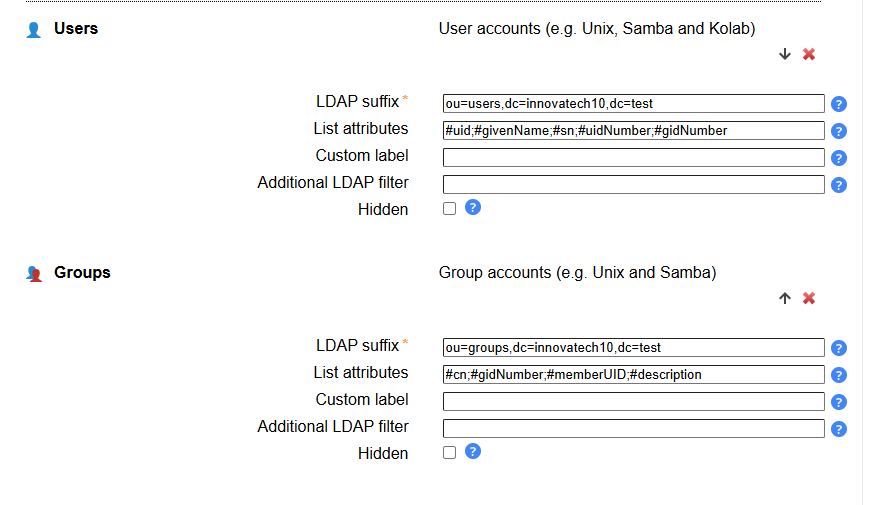 Users User accounts (e.g. Unix, Samba and Kolab)
LDAP suffix* ou=users,dc=innovatech10,dc=test ?
List attributes #uid;#givenName;#sn;#uidNumber;#gidNumber ?
Custom label ?
Additional LDAP filter ?
Hidden ?
Groups Group accounts (e.g. Unix and Samba)
LDAP suffix* ou=groups,dc=innovatech10,dc=test ?
List attributes #cn;#gidNumber;#memberUID;#description ?
Custom label ?
Additional LDAP filter ?
Hidden ?